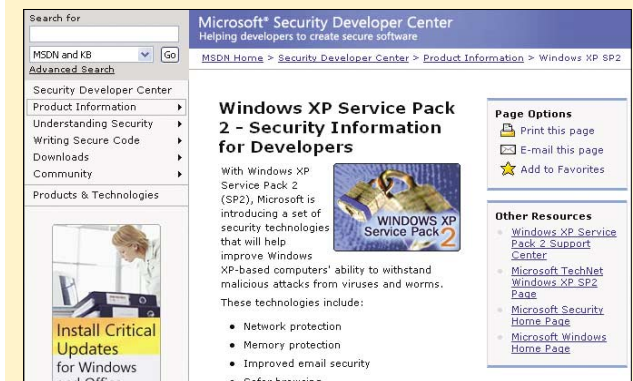 Search for
MSDN and KB
Go
Advanced Search
Security Developer Center
Product Information
Understanding Security
Writing Secure Code
Downloads
Community
Products & Technologies
Install Critical
Updates
for Windows
and Office
Microsoft® Security Developer Center
Helping developers to create secure software
MSDN Home > Security Developer Center > Product Information > Windows XP SP2
Windows XP Service Pack
2 - Security Information
for Developers
With Windows XP
Service Pack 2
(SP2), Microsoft is
introducing a set of
security technologies
that will help
improve Windows
XP-based computers' ability to withstand
malicious attacks from viruses and worms.
WINDOWS XP
Service Pack 2
These technologies include:
• Network protection
• Memory protection
• Improved email security
• Safer browsing
Page Options
Print this page
E-mail this page
Add to Favorites
Other Resources
Windows XP Service
Pack 2 Support
Center
Microsoft TechNet
Windows XP SP2
Page
Microsoft Security
Home Page
Microsoft Windows
Home Page